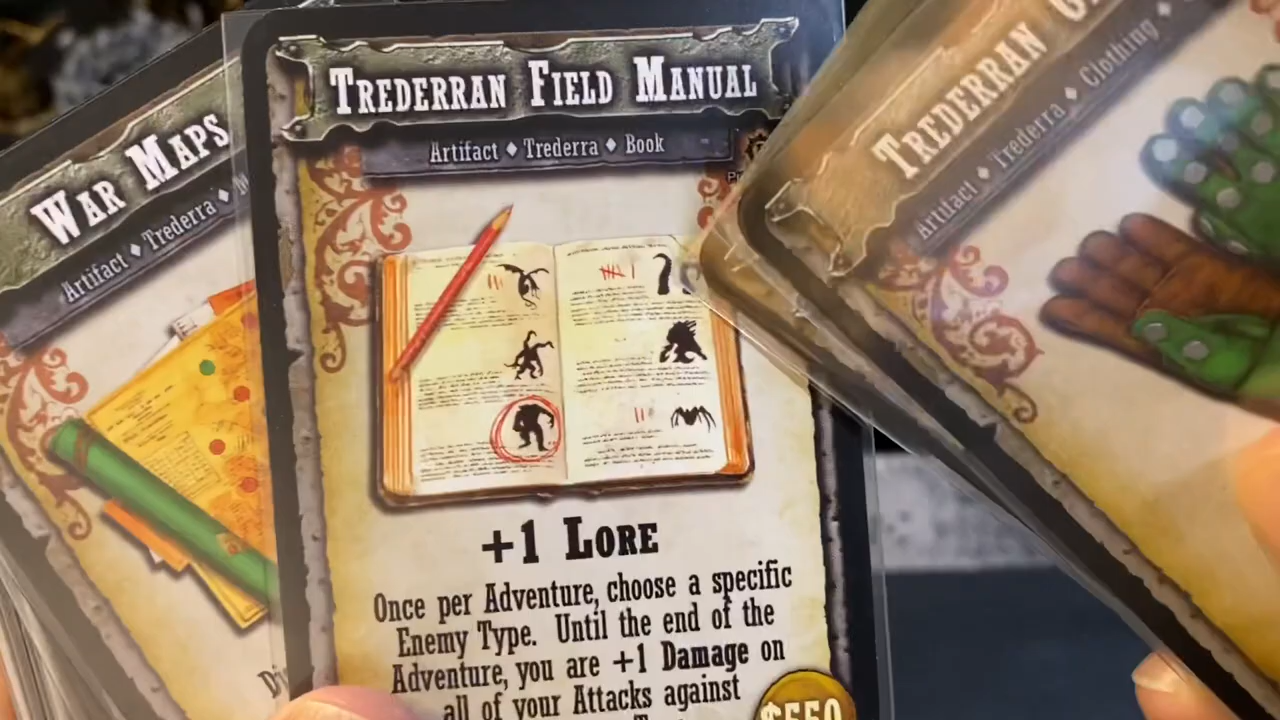 War Maps
Artifact ♦ Trederra ♦
Trederran Field Manual
Artifact ♦ Trederra ♦ Book
Trederran
Artifact ♦ Trederra ♦ Clothing ♦
+1 Lore
Once per Adventure, choose a specific
Enemy Type. Until the end of the
Adventure, you are +1 Damage on
all of your Attacks against
$550